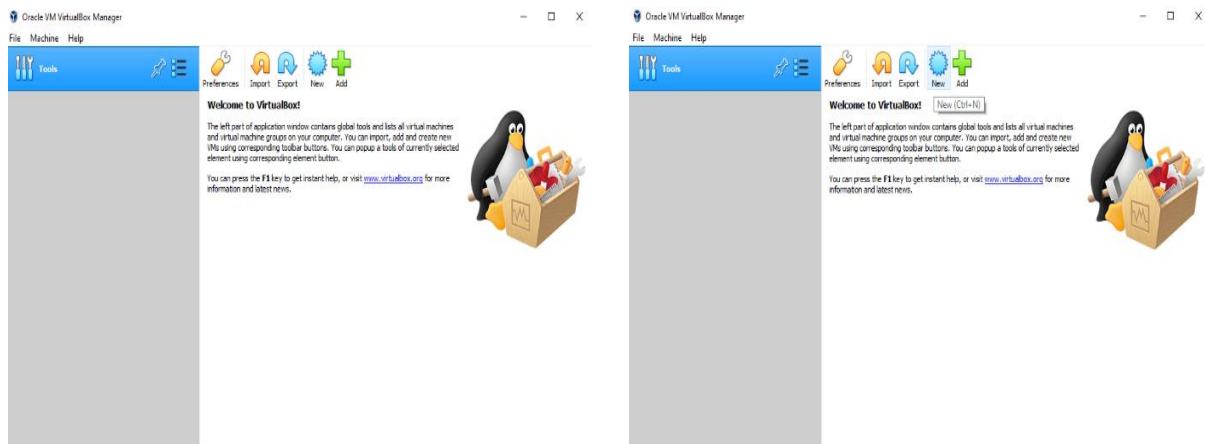 Oracle VM VirtualBox Manager
File Machine Help
Tools
Preferences Import Export New Add
Welcome to VirtualBox!
The left part of application window contains global tools and lists all virtual machines
and virtual machine groups on your computer. You can import, add and create new
VMs using corresponding toolbar buttons. You can popup a tools of currently selected
element using corresponding element button.
You can press the F1 key to get instant help, or visit www.virtualbox.org for more
information and latest news.
Oracle VM VirtualBox Manager
File Machine Help
Tools
Preferences Import Export New Add
Welcome to VirtualBox! New (Ctrl+N)
The left part of application window contains global tools and lists all virtual machines
and virtual machine groups on your computer. You can import, add and create new
VMs using corresponding toolbar buttons. You can popup a tools of currently selected
element using corresponding element button.
You can press the F1 key to get instant help, or visit www.virtualbox.org for more
information and latest news.